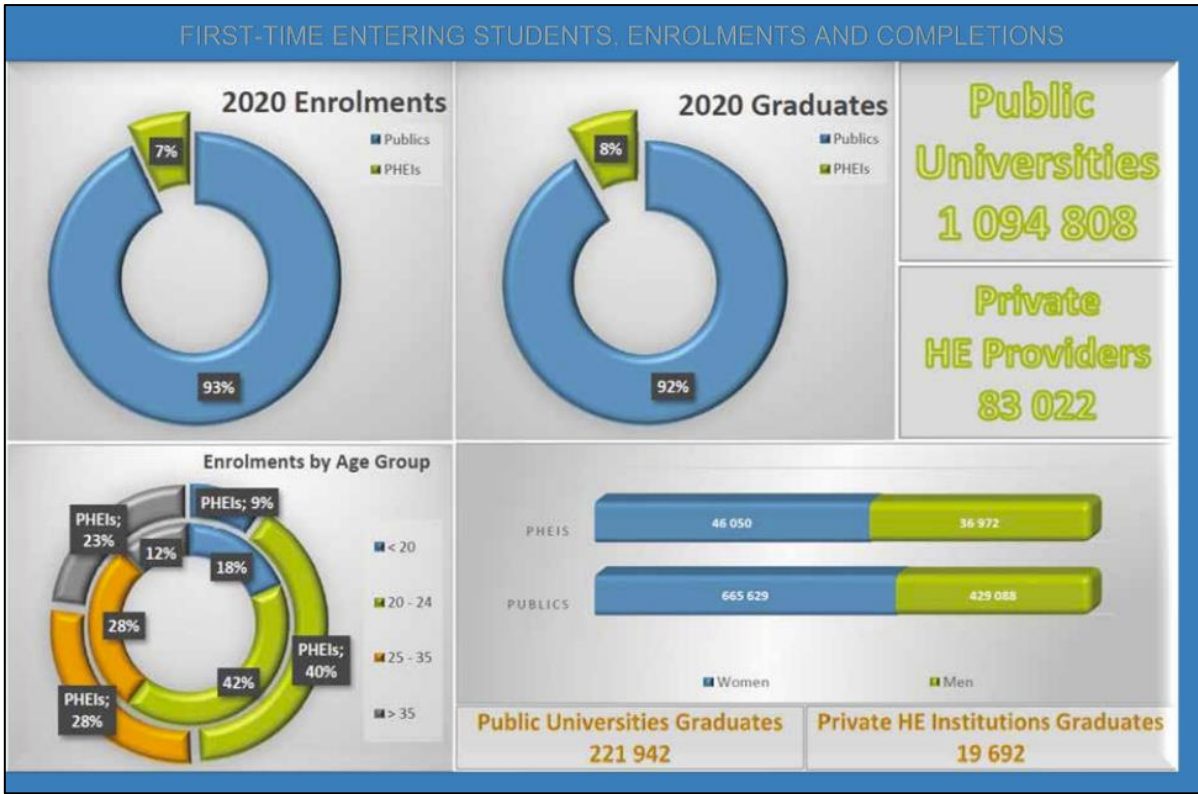 FIRST-TIME ENTERING STUDENTS, ENROLMENTS AND COMPLETIONS
2020 Enrolments
Publics
PHEIs
7%
93%
2020 Graduates
Publics
PHEIs
8%
92%
Public
Universities
1 094 808
Private
HE Providers
83 022
Enrolments by Age Group
PHEIs; 9%
PHEIs;
23%
12%
18%
28%
42%
PHEIs;
40%
PHEIs;
28%
< 20
20 - 24
25 - 35
> 35
PHEIS
46 050
36 972
PUBLICS
665 629
429 088
Women
Men
Public Universities Graduates
221 942
Private HE Institutions Graduates
19 692